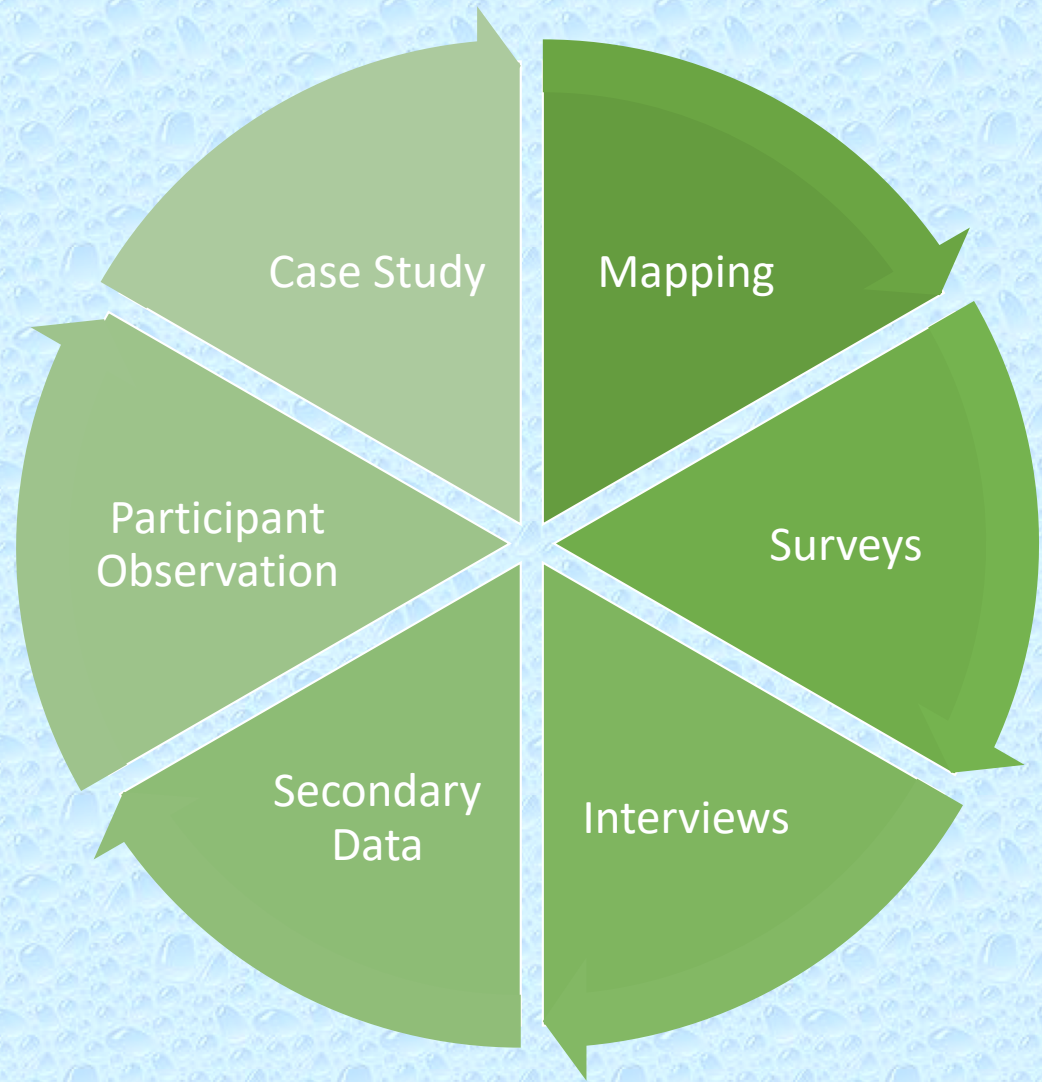 Mapping
Surveys
Interviews
Secondary
Data
Participant
Observation
Case Study